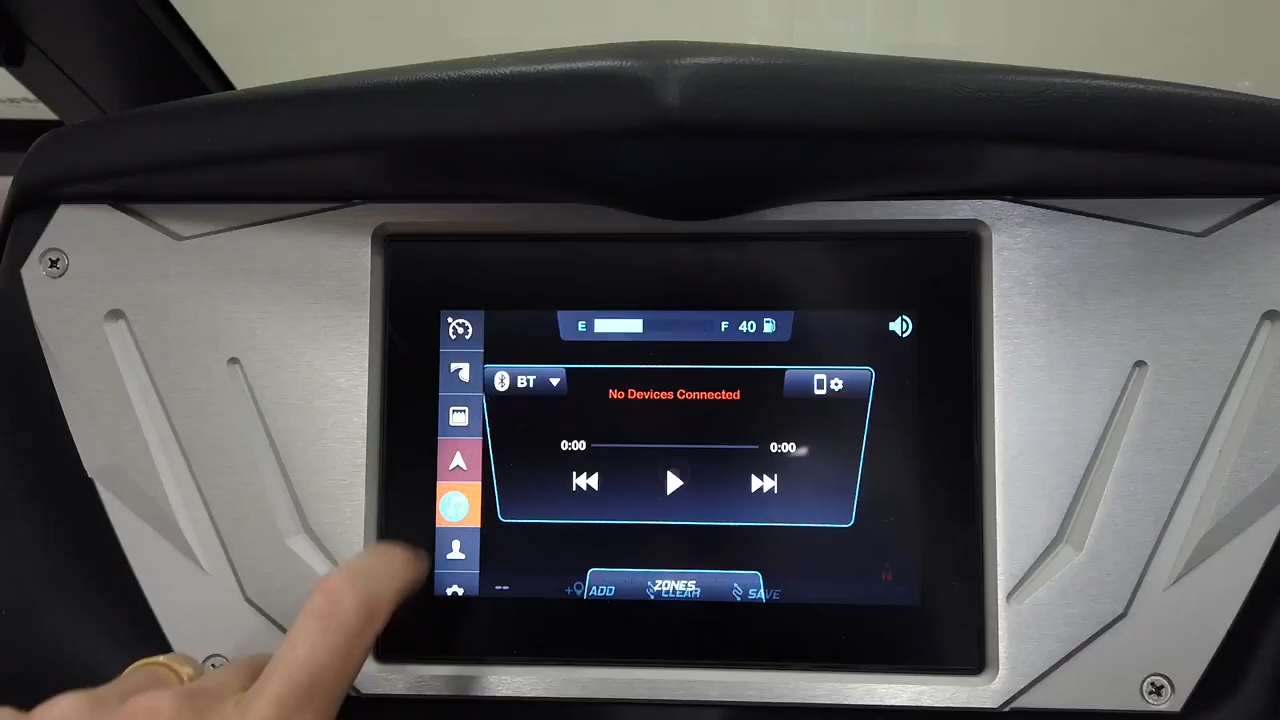 E F 40
BT
No Devices Connected
0:00 0:00
ZONES
-- ADD CLEAR SAVE
N